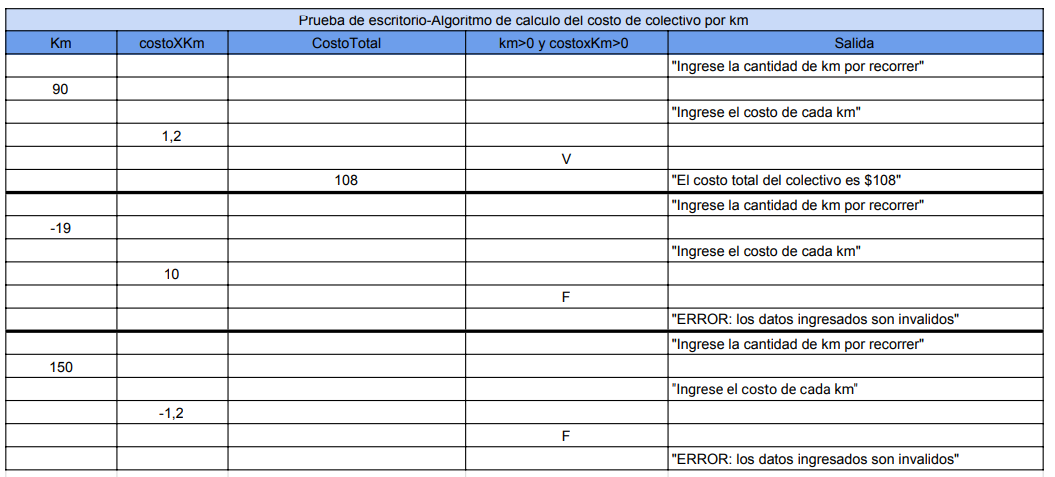 Prueba de escritorio-Algoritmo de calculo del costo de colectivo por km
Km costoXKm CostoTotal km>0 y costoxKm>0 Salida
"Ingrese la cantidad de km por recorrer"
90
"Ingrese el costo de cada km"
1,2
V
108 "El costo total del colectivo es $108"
"Ingrese la cantidad de km por recorrer"
-19
"Ingrese el costo de cada km"
10
F
"ERROR: los datos ingresados son invalidos"
"Ingrese la cantidad de km por recorrer"
150
"Ingrese el costo de cada km"
-1,2
F
"ERROR: los datos ingresados son invalidos"